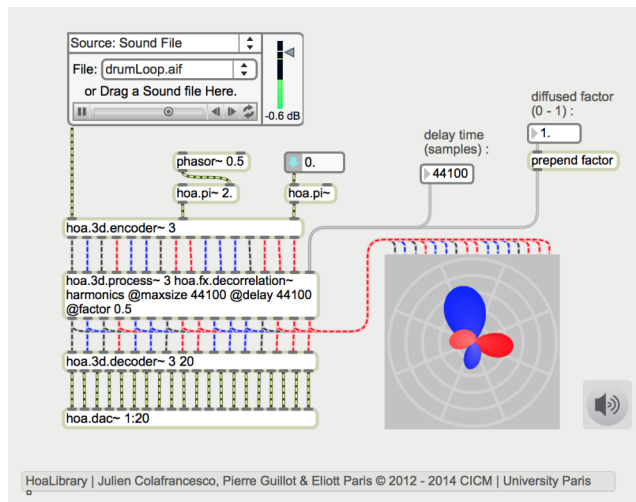 Source: Sound File
File: drumLoop.aif
or Drag a Sound file Here.
-0.6 dB
diffused factor
(0 - 1) :
1.
prepend factor
delay time
(samples) :
44100
phasor~ 0.5
0.
hoa.pi~ 2.
hoa.pi~
hoa.3d.encoder~ 3
hoa.3d.process~ 3 hoa.fx.decorrelation~
harmonics @maxsize 44100 @delay 44100
@factor 0.5
hoa.3d.decoder~ 3 20
hoa.dac~ 1:20
HoaLibrary | Julien Colafrancesco, Pierre Guillot & Eliott Paris © 2012 - 2014 CICM | University Paris